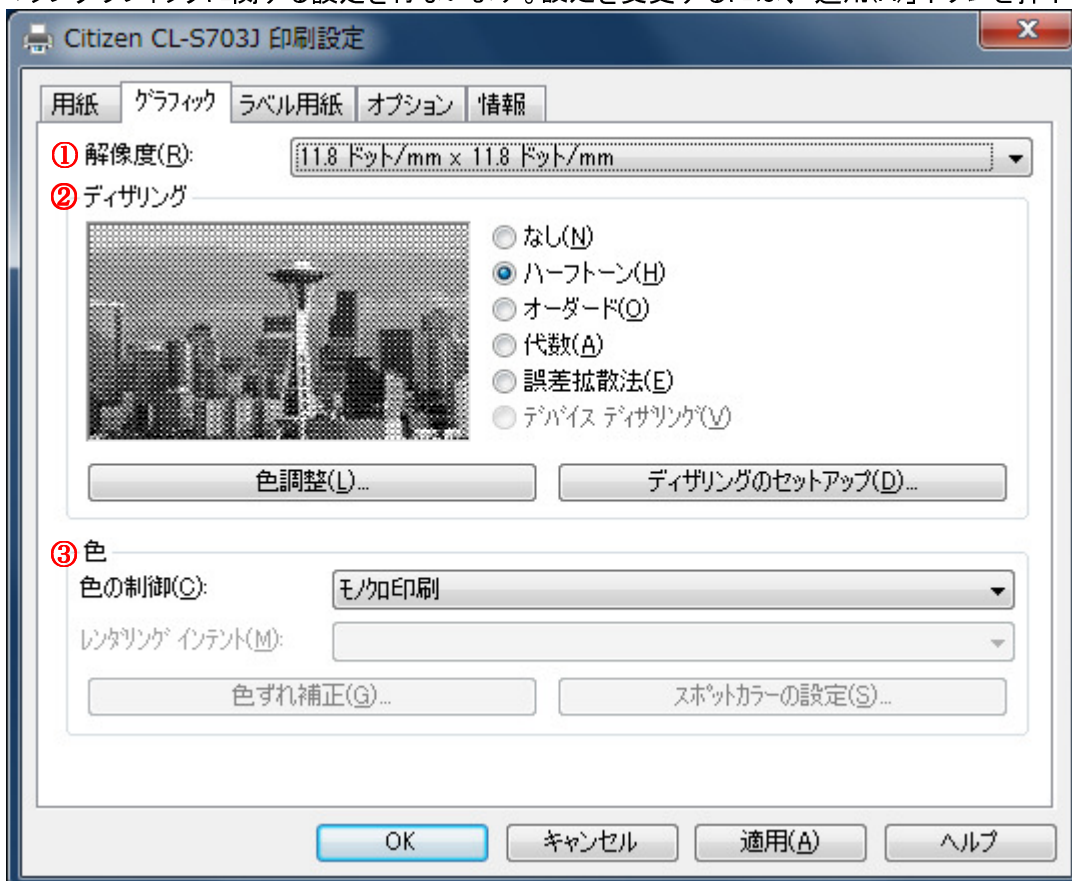 Citizen CL-S703J 印刷設定
用紙 グラフィック ラベル用紙 オプション 情報
① 解像度(R): 11.8 ドット/mm x 11.8 ドット/mm
② ディザリング
なし(N)
ハーフトーン(H)
オーダード(O)
代数(A)
誤差拡散法(E)
デバイス ディザリング(V)
色調整(L)... ディザリングのセットアップ(D)...
③ 色
色の制御(C): モノクロ印刷
レンダリング インテント(M):
色ずれ補正(G)... スポットカラーの設定(S)...
OK キャンセル 適用(A) ヘルプ